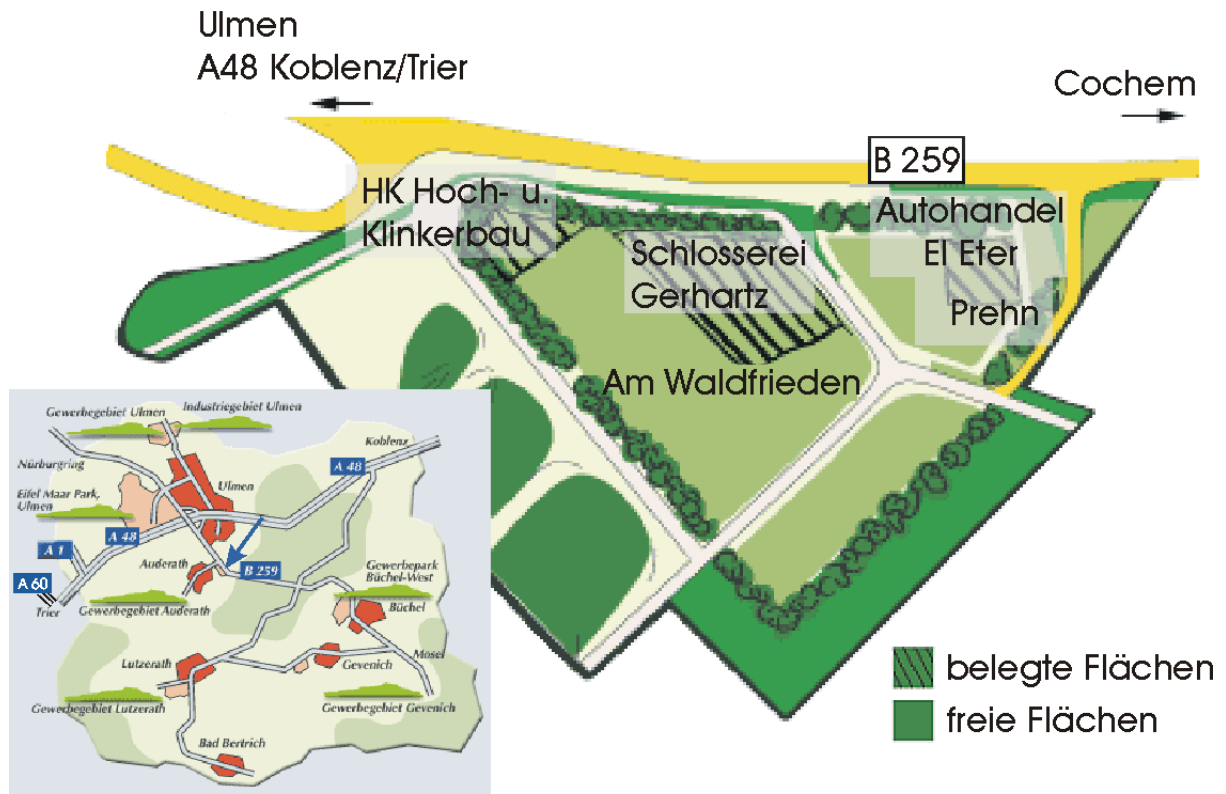 Ulmen
A48 Koblenz/Trier
Cochem
B 259
HK Hoch- u.
Klinkerbau
Autohandel
El Eter
Prehn
Schlosserei
Gerhartz
Am Waldfrieden
Gewerbegebiet Ulmen
Industriegebiet Ulmen
Koblenz
Nürburgring
A 48
Ulmen
Eifel Maar Park,
Ulmen
A 48
A 1
Auderath
B 259
Gewerbepark
Büchel-West
A 60
Trier
Gewerbegebiet Auderath
Büchel
Lutzerath
Gevenich
Mosel
Gewerbegebiet Lutzerath
Gewerbegebiet Gevenich
Bad Bertrich
belegte Flächen
freie Flächen